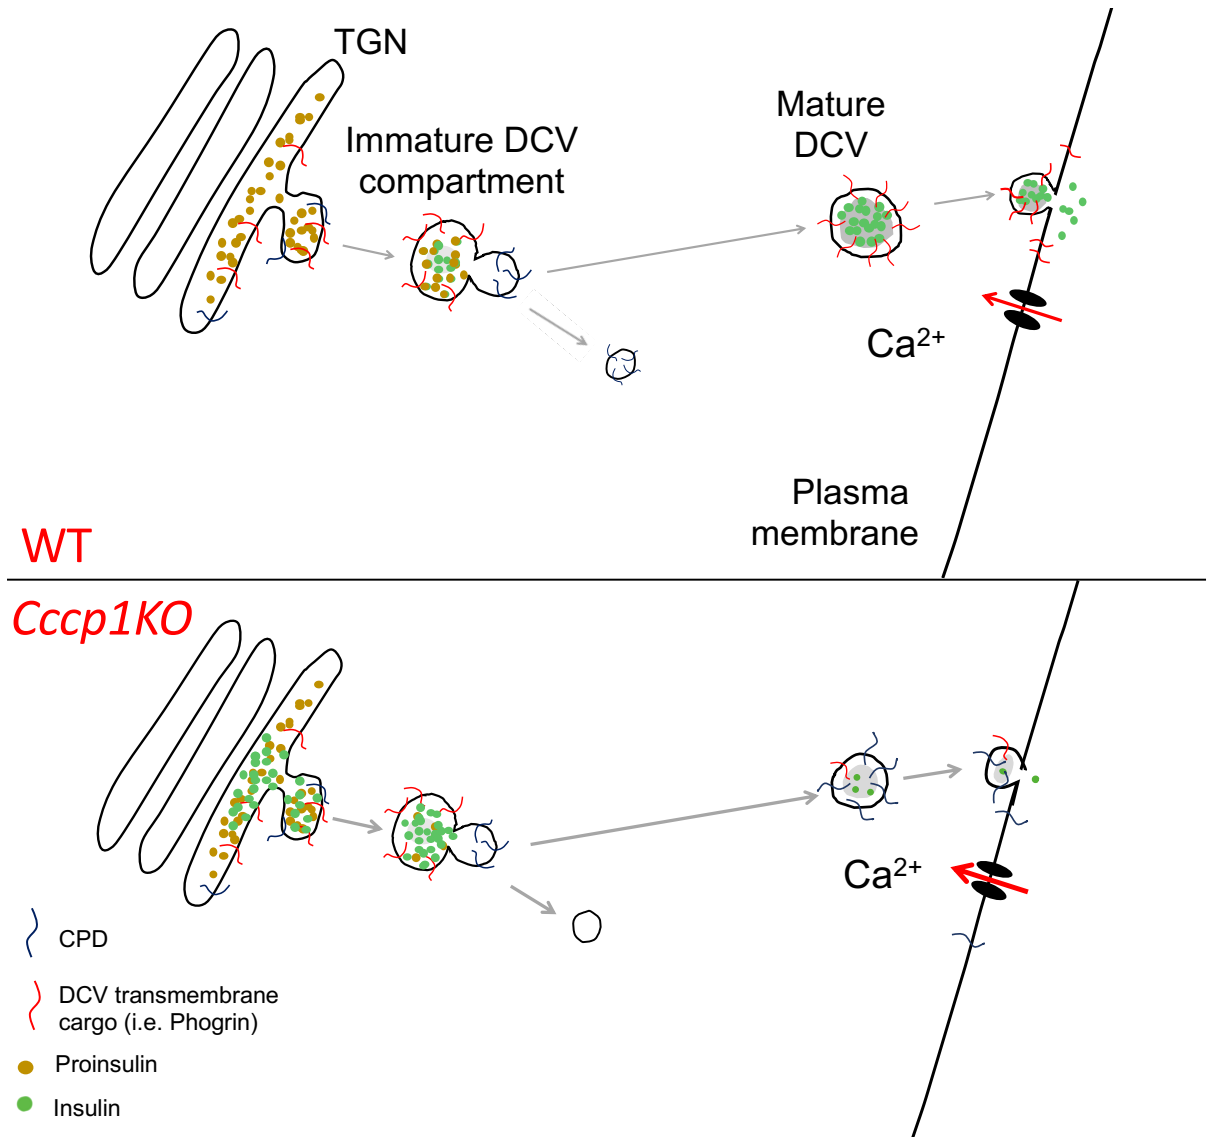 TGN
Immature DCV
compartment
Mature
DCV
Ca²⁺
Plasma
membrane
WT
Cccp1KO
Ca²⁺
CPD
DCV transmembrane
cargo (i.e. Phogrin)
Proinsulin
Insulin